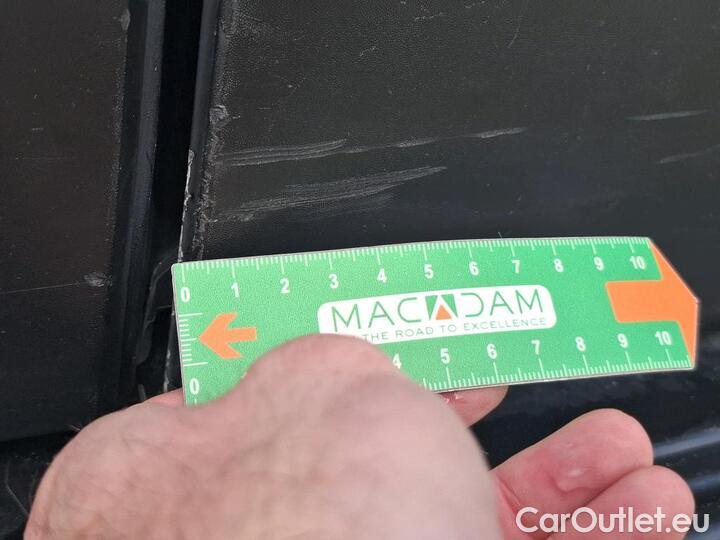 0 1 2 3 4 5 6 7 8 9 10
MACADAM
THE ROAD TO EXCELLENCE
0 4 5 6 7 8 9 10
CarOutlet.eu